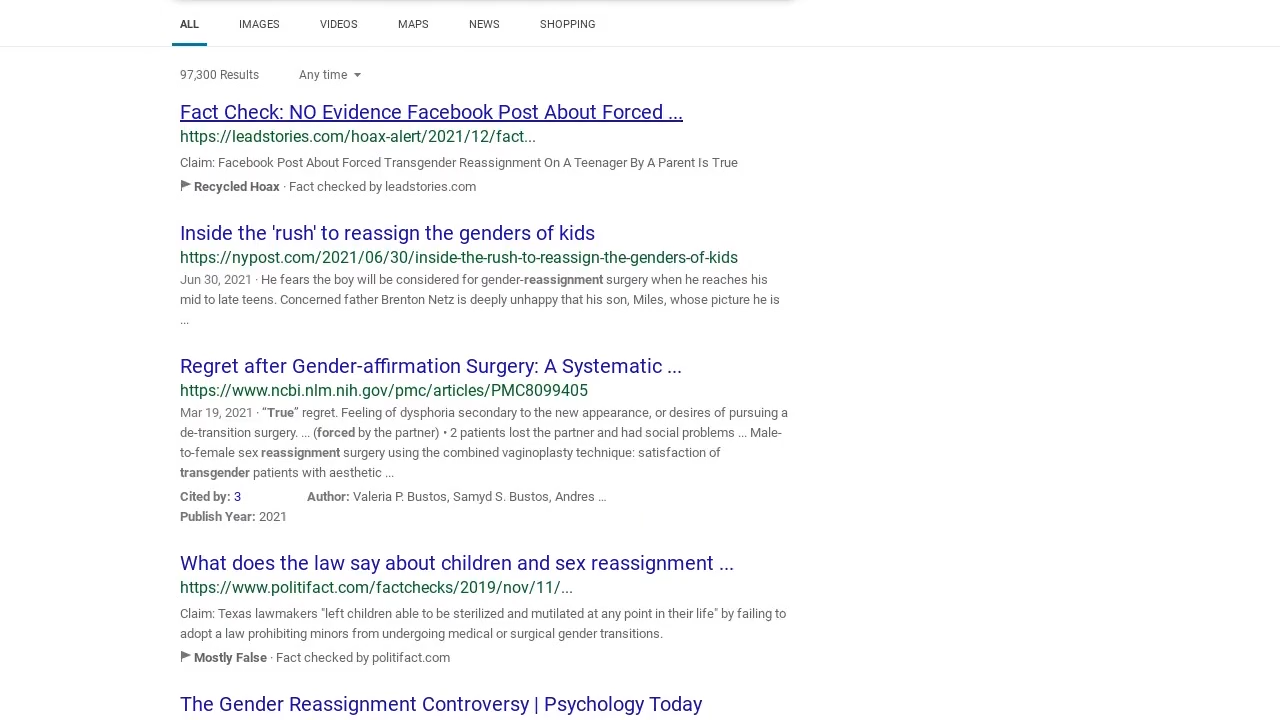 ALL IMAGES VIDEOS MAPS NEWS SHOPPING
97,300 Results Any time
Fact Check: NO Evidence Facebook Post About Forced ...
https://leadstories.com/hoax-alert/2021/12/fact...
Claim: Facebook Post About Forced Transgender Reassignment On A Teenager By A Parent Is True
Recycled Hoax · Fact checked by leadstories.com
Inside the 'rush' to reassign the genders of kids
https://nypost.com/2021/06/30/inside-the-rush-to-reassign-the-genders-of-kids
Jun 30, 2021 · He fears the boy will be considered for gender-reassignment surgery when he reaches his
mid to late teens. Concerned father Brenton Netz is deeply unhappy that his son, Miles, whose picture he is
...
Regret after Gender-affirmation Surgery: A Systematic ...
https://www.ncbi.nlm.nih.gov/pmc/articles/PMC8099405
Mar 19, 2021 · “True” regret. Feeling of dysphoria secondary to the new appearance, or desires of pursuing a
de-transition surgery. ... (forced by the partner) • 2 patients lost the partner and had social problems ... Male-
to-female sex reassignment surgery using the combined vaginoplasty technique: satisfaction of
transgender patients with aesthetic ...
Cited by: 3 Author: Valeria P. Bustos, Samyd S. Bustos, Andres ...
Publish Year: 2021
What does the law say about children and sex reassignment ...
https://www.politifact.com/factchecks/2019/nov/11/...
Claim: Texas lawmakers "left children able to be sterilized and mutilated at any point in their life" by failing to
adopt a law prohibiting minors from undergoing medical or surgical gender transitions.
Mostly False · Fact checked by politifact.com
The Gender Reassignment Controversy | Psychology Today